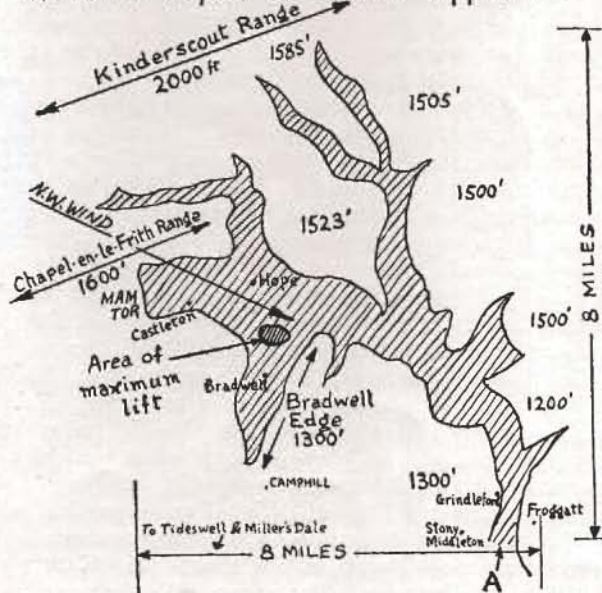 Kinderscout Range
2000 ft
1585'
1505'
1500'
N.W. WIND
1523'
Chapel-en-le-Frith Range
1600'
MAM
TOR
Hope
Castleton
Area of
maximum
lift
Bradwell
Bradwell
Edge
1300'
1500'
1200'
8 MILES
CAMPHILL
1300'
Grindleford
Froggatt
Stony
Middleton
To Tideswell & Miller's Dale
8 MILES
A